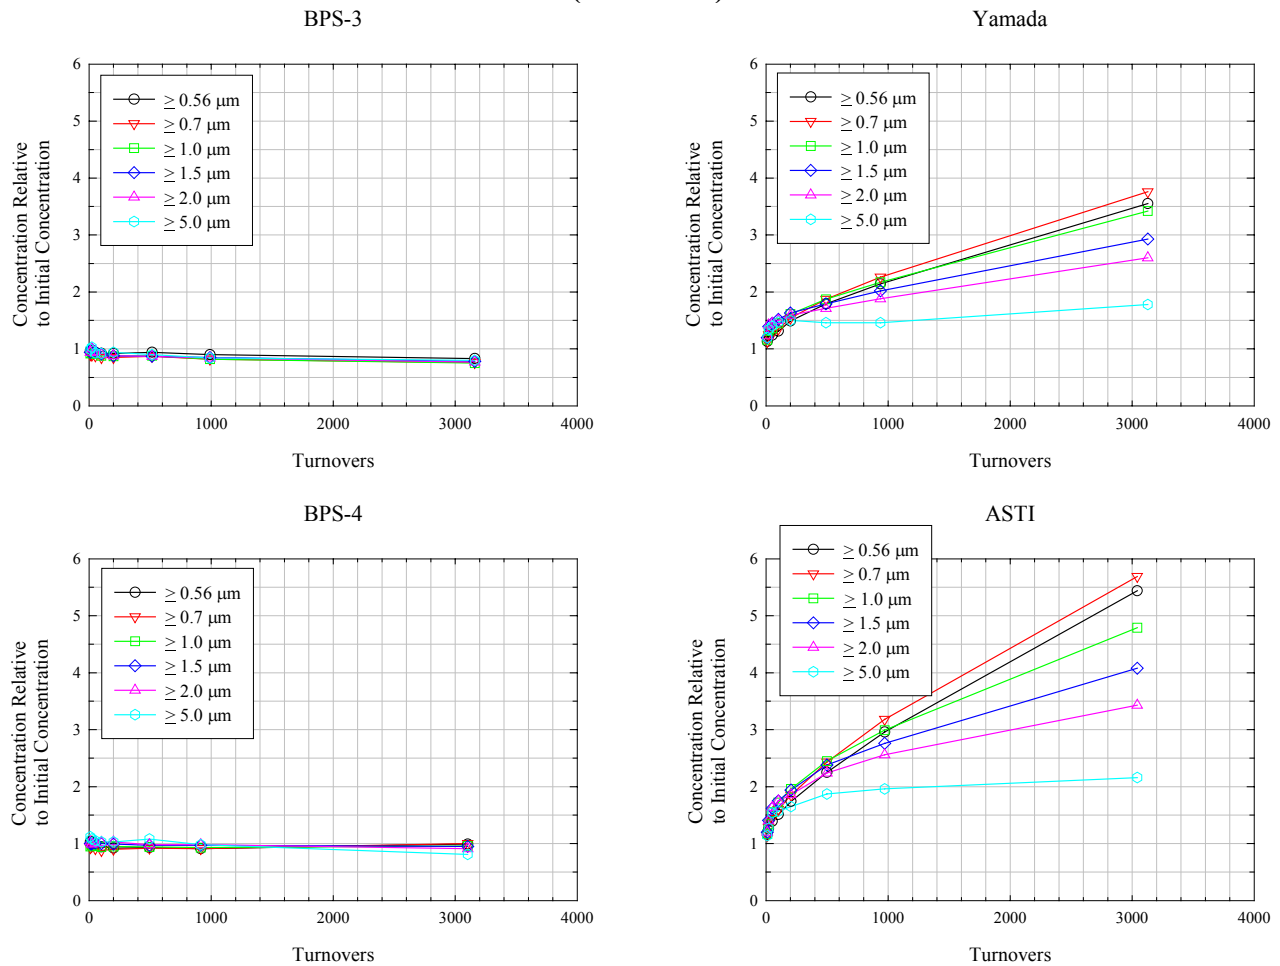 BPS-3
6
5
4
3
2
1
0
Concentration Relative
to Initial Concentration
≥ 0.56 µm
≥ 0.7 µm
≥ 1.0 µm
≥ 1.5 µm
≥ 2.0 µm
≥ 5.0 µm
0 1000 2000 3000 4000
Turnovers
Yamada
6
5
4
3
2
1
0
Concentration Relative
to Initial Concentration
≥ 0.56 µm
≥ 0.7 µm
≥ 1.0 µm
≥ 1.5 µm
≥ 2.0 µm
≥ 5.0 µm
0 1000 2000 3000 4000
Turnovers
BPS-4
6
5
4
3
2
1
0
Concentration Relative
to Initial Concentration
≥ 0.56 µm
≥ 0.7 µm
≥ 1.0 µm
≥ 1.5 µm
≥ 2.0 µm
≥ 5.0 µm
0 1000 2000 3000 4000
Turnovers
ASTI
6
5
4
3
2
1
0
Concentration Relative
to Initial Concentration
≥ 0.56 µm
≥ 0.7 µm
≥ 1.0 µm
≥ 1.5 µm
≥ 2.0 µm
≥ 5.0 µm
0 1000 2000 3000 4000
Turnovers